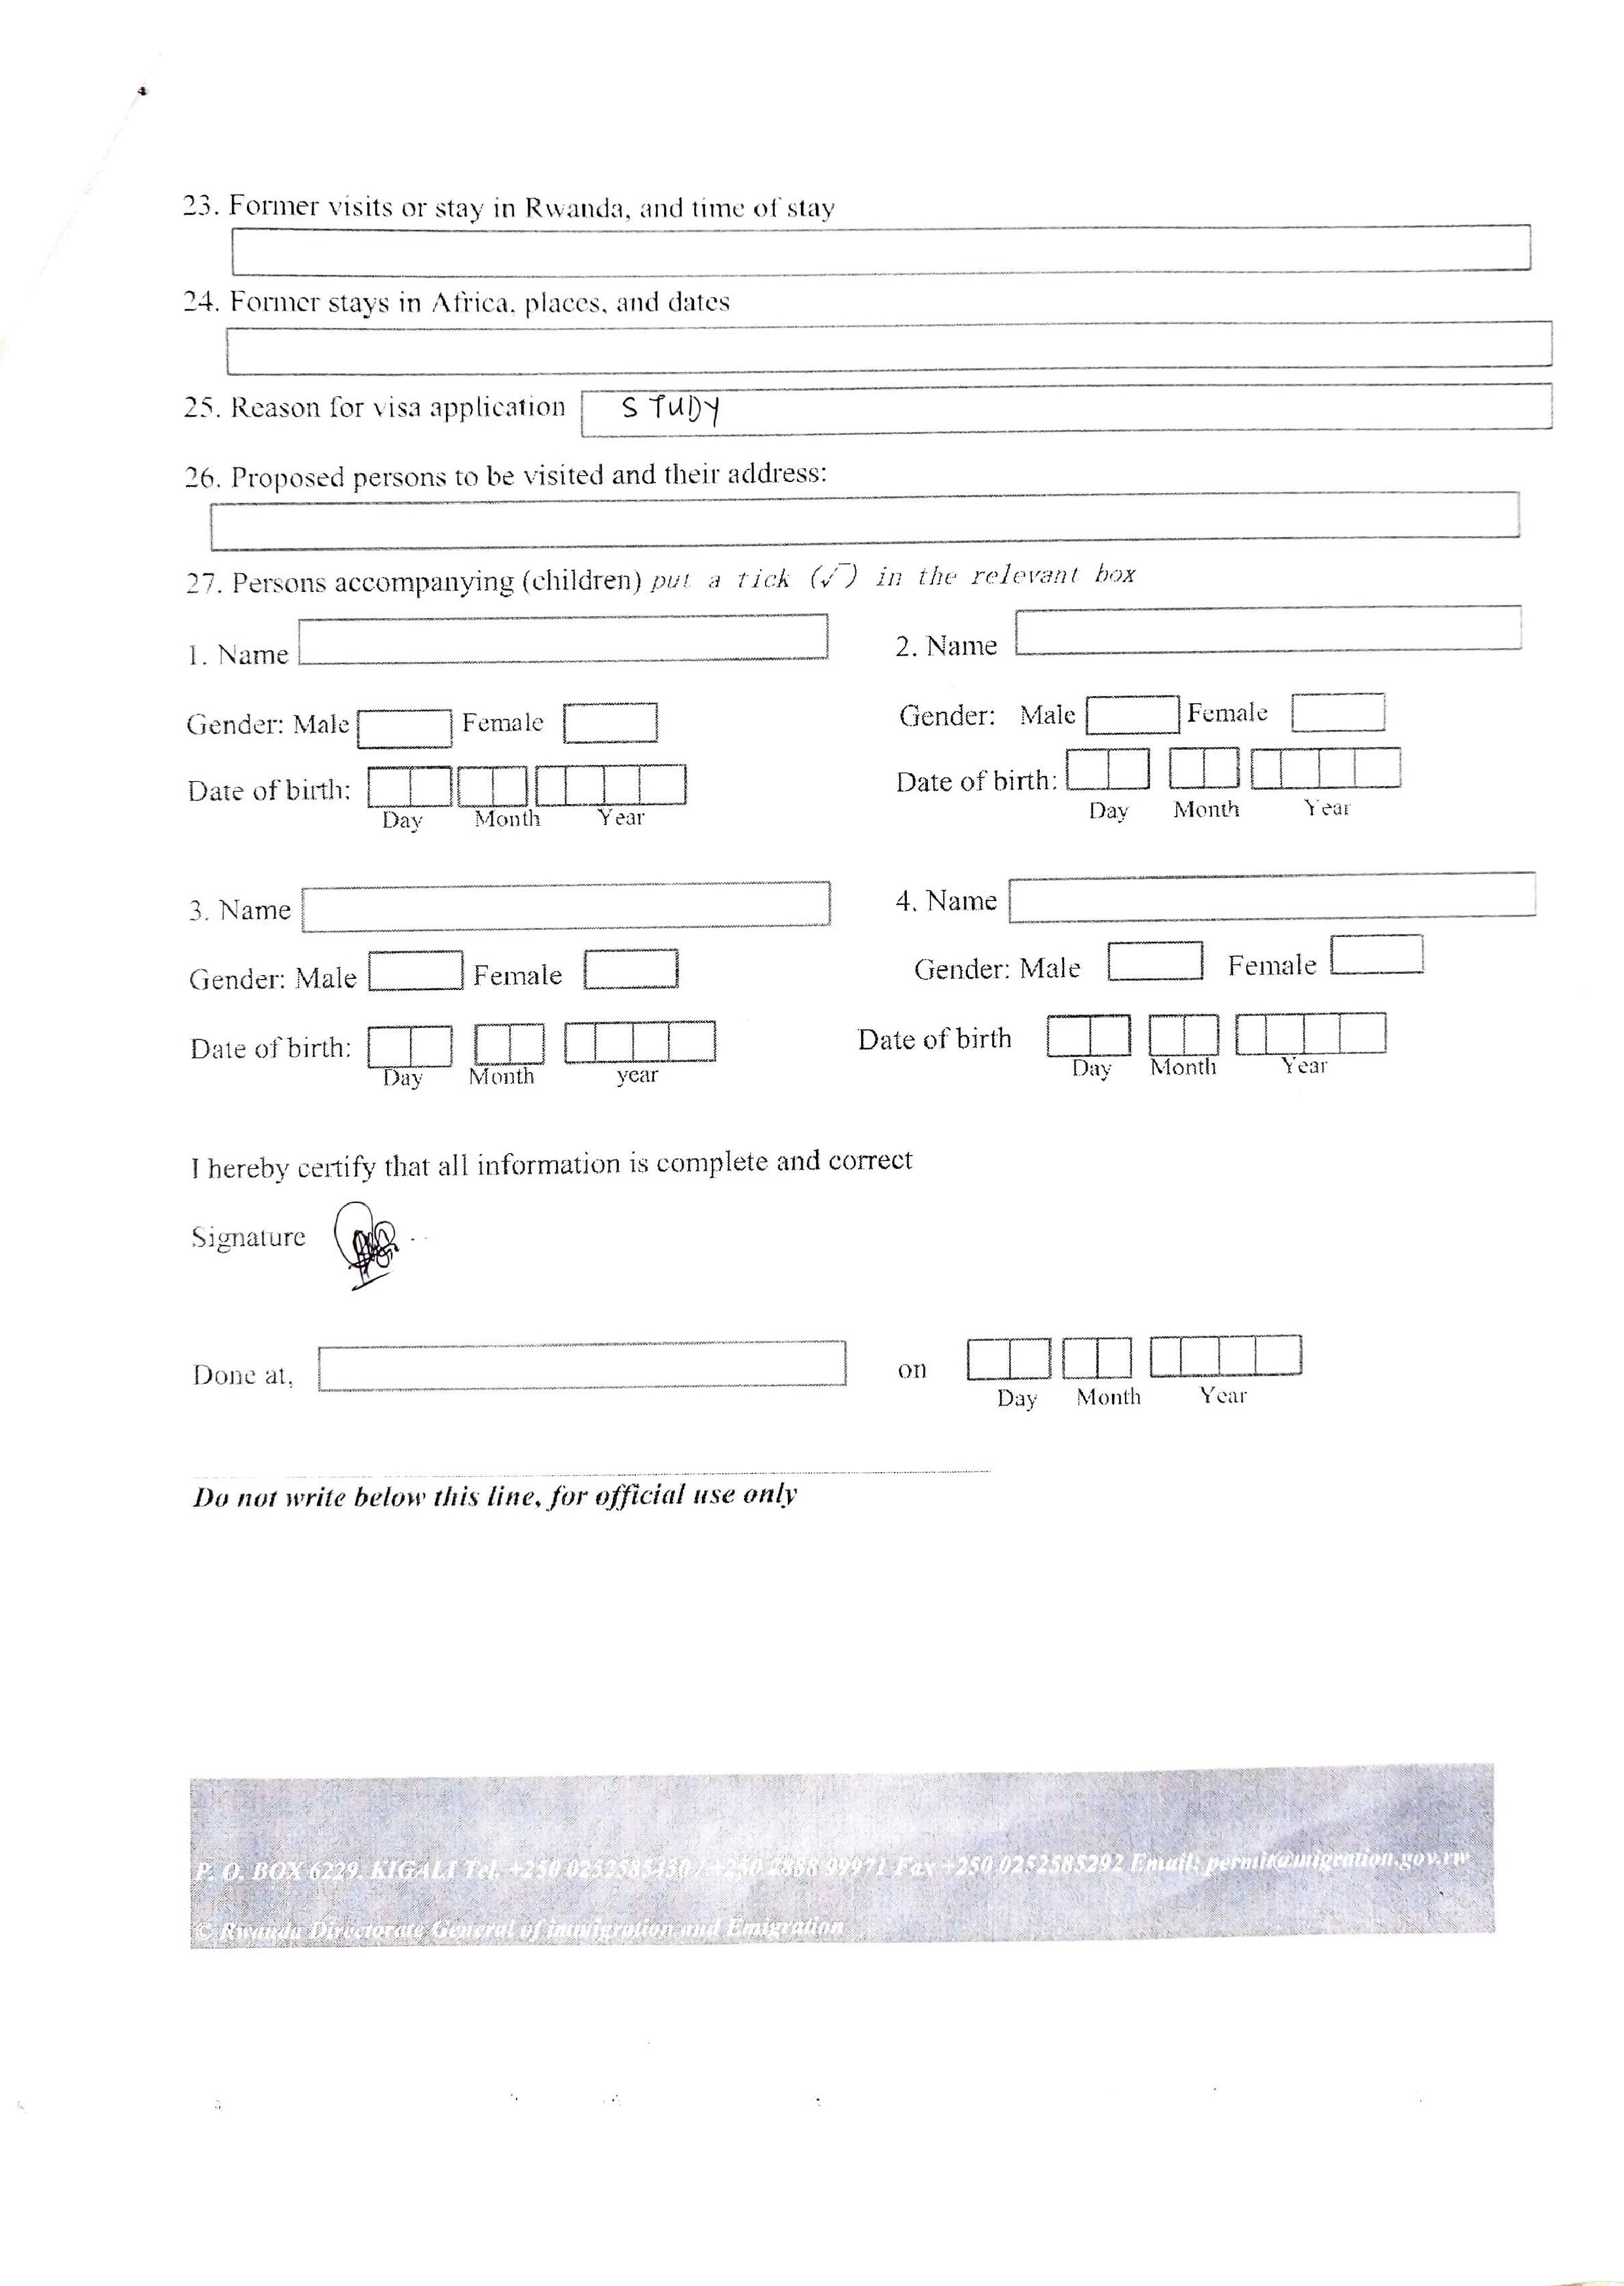 23. Former visits or stay in Rwanda, and time of stay
24. Former stays in Africa, places, and dates
25. Reason for visa application STUDY
26. Proposed persons to be visited and their address:
27. Persons accompanying (children) put a tick (√) in the relevant box
1. Name 2. Name
Gender: Male Female Gender: Male Female
Date of birth: Date of birth:
Day Month Year Day Month Year
3. Name 4. Name
Gender: Male Female Gender: Male Female
Date of birth: Date of birth
Day Month year Day Month Year
I hereby certify that all information is complete and correct
Signature
Done at, on
Day Month Year
Do not write below this line, for official use only
P. O. BOX 6229, KIGALI Tel. Fax +250 0252585292 Email: permit@migration.gov.rw
© Rwanda Directorate General of immigration and Emigration